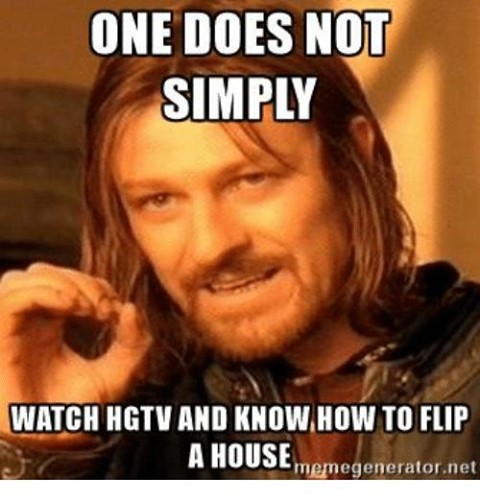 ONE DOES NOT
SIMPLY
WATCH HGTV AND KNOW HOW TO FLIP
A HOUSE
memegenerator.net